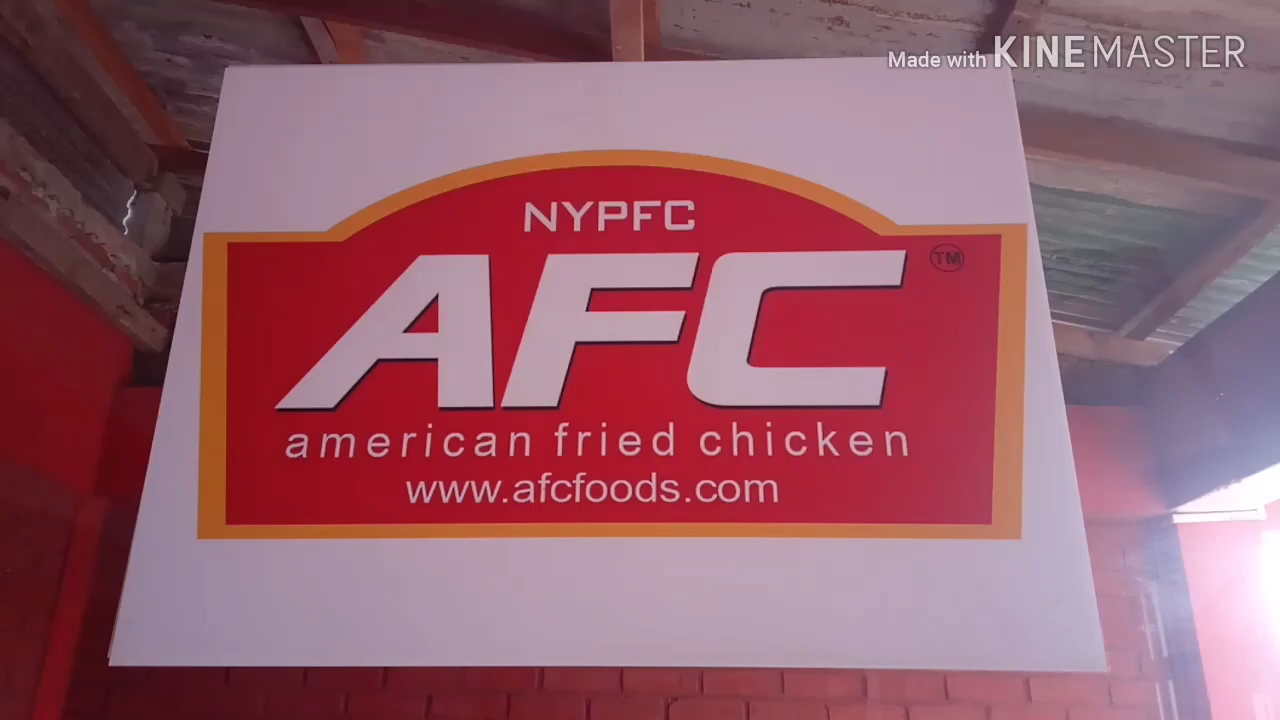 Made with KINEMASTER
NYPFC
AFC TM
american fried chicken
www.afcfoods.com